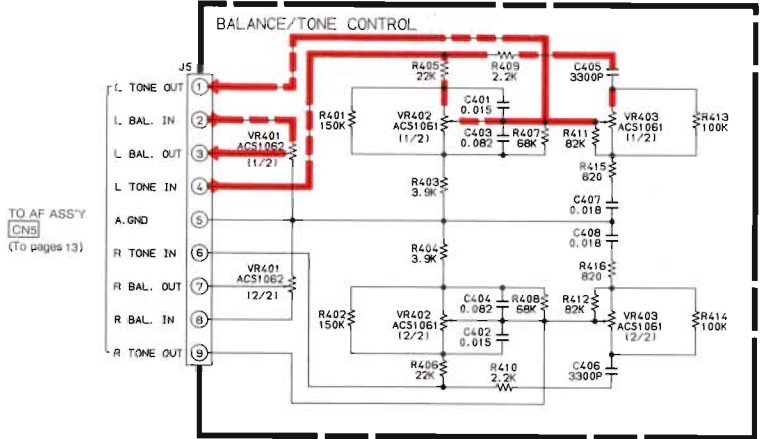 BALANCE/TONE CONTROL
J5
L TONE OUT 1
L BAL. IN 2
L BAL. OUT 3
L TONE IN 4
A.GND 5
R TONE IN 6
R BAL. OUT 7
R BAL. IN 8
R TONE OUT 9
TO AF ASS'Y
CN5
(To pages 13)
VR401
ACS1062
(1/2)
VR401
ACS1062
(2/2)
R405
22K
R409
2.2K
C405
3300P
R401
150K
VR402
ACS1061
(1/2)
C401
0.015
C403
0.082
R407
68K
R411
82K
VR403
ACS1061
(1/2)
R413
100K
R415
820
R403
3.9K
C407
0.018
C408
0.018
R404
3.9K
R416
820
R402
150K
VR402
ACS1061
(2/2)
C404
0.082
C402
0.015
R408
68K
R412
82K
VR403
ACS1061
(2/2)
R414
100K
R406
22K
R410
2.2K
C406
3300P